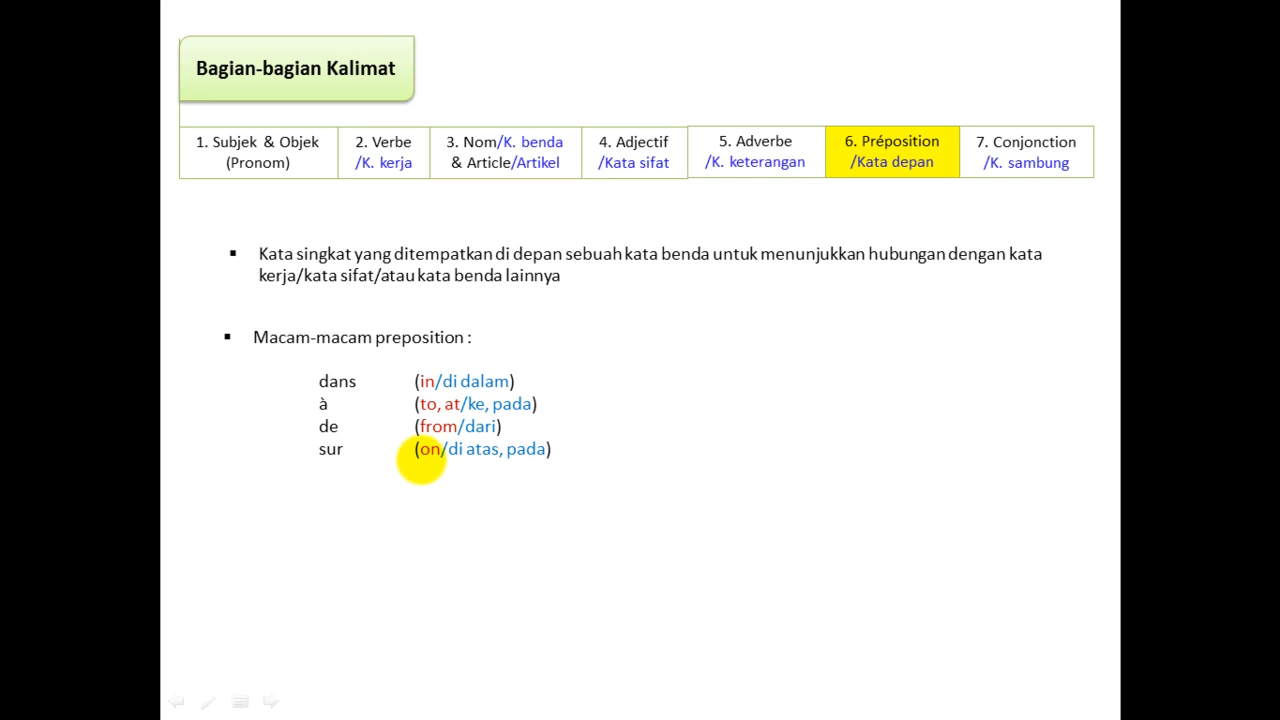 Bagian-bagian Kalimat
1. Subjek & Objek (Pronom)
2. Verbe /K. kerja
3. Nom/K. benda & Article/Artikel
4. Adjectif /Kata sifat
5. Adverbe /K. keterangan
6. Préposition /Kata depan
7. Conjonction /K. sambung
▪ Kata singkat yang ditempatkan di depan sebuah kata benda untuk menunjukkan hubungan dengan kata
kerja/kata sifat/atau kata benda lainnya
▪ Macam-macam preposition :
dans (in/di dalam)
à (to, at/ke, pada)
de (from/dari)
sur (on/di atas, pada)